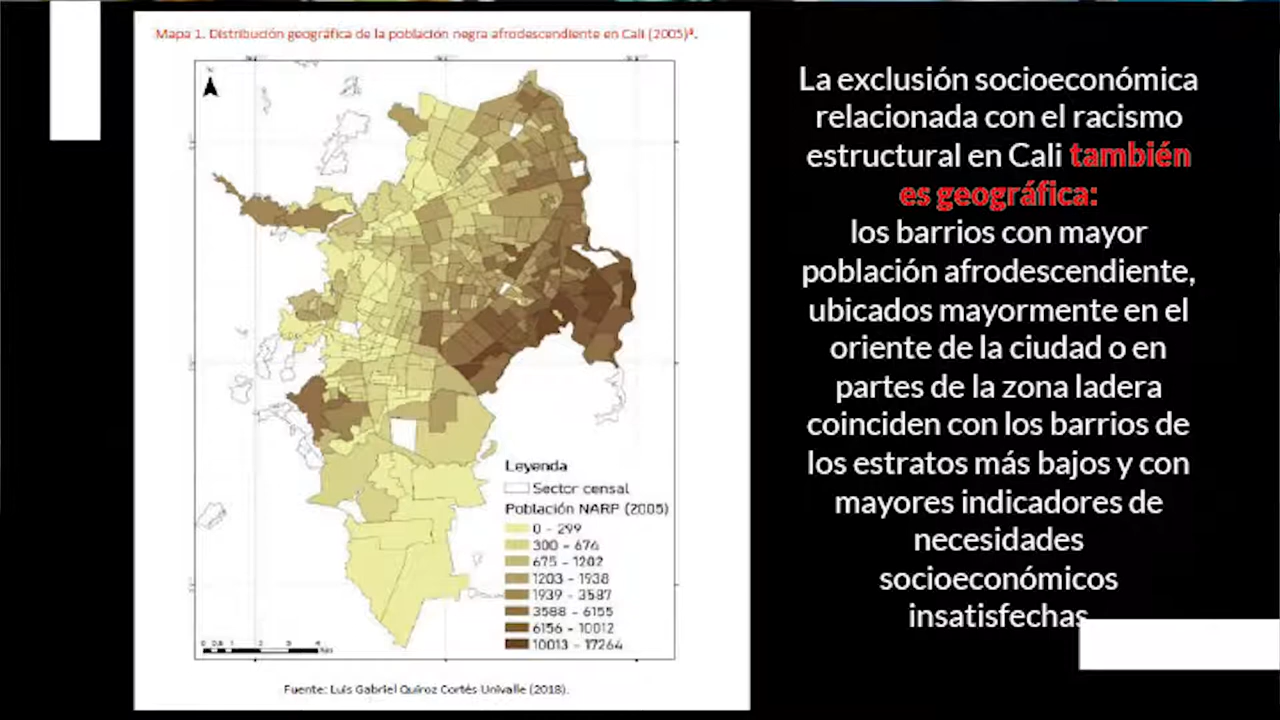 Mapa 1. Distribución geográfica de la población negra afrodescendiente en Cali (2005)ª.
Leyenda
Sector censal
Población NARP (2005)
0 - 299
300 - 674
675 - 1202
1203 - 1938
1939 - 3587
3588 - 6155
6156 - 10012
10013 - 17264
Fuente: Luis Gabriel Quiroz Cortés Univalle (2018).
La exclusión socioeconómica
relacionada con el racismo
estructural en Cali también
es geográfica:
los barrios con mayor
población afrodescendiente,
ubicados mayormente en el
oriente de la ciudad o en
partes de la zona ladera
coinciden con los barrios de
los estratos más bajos y con
mayores indicadores de
necesidades
socioeconómicos
insatisfechas